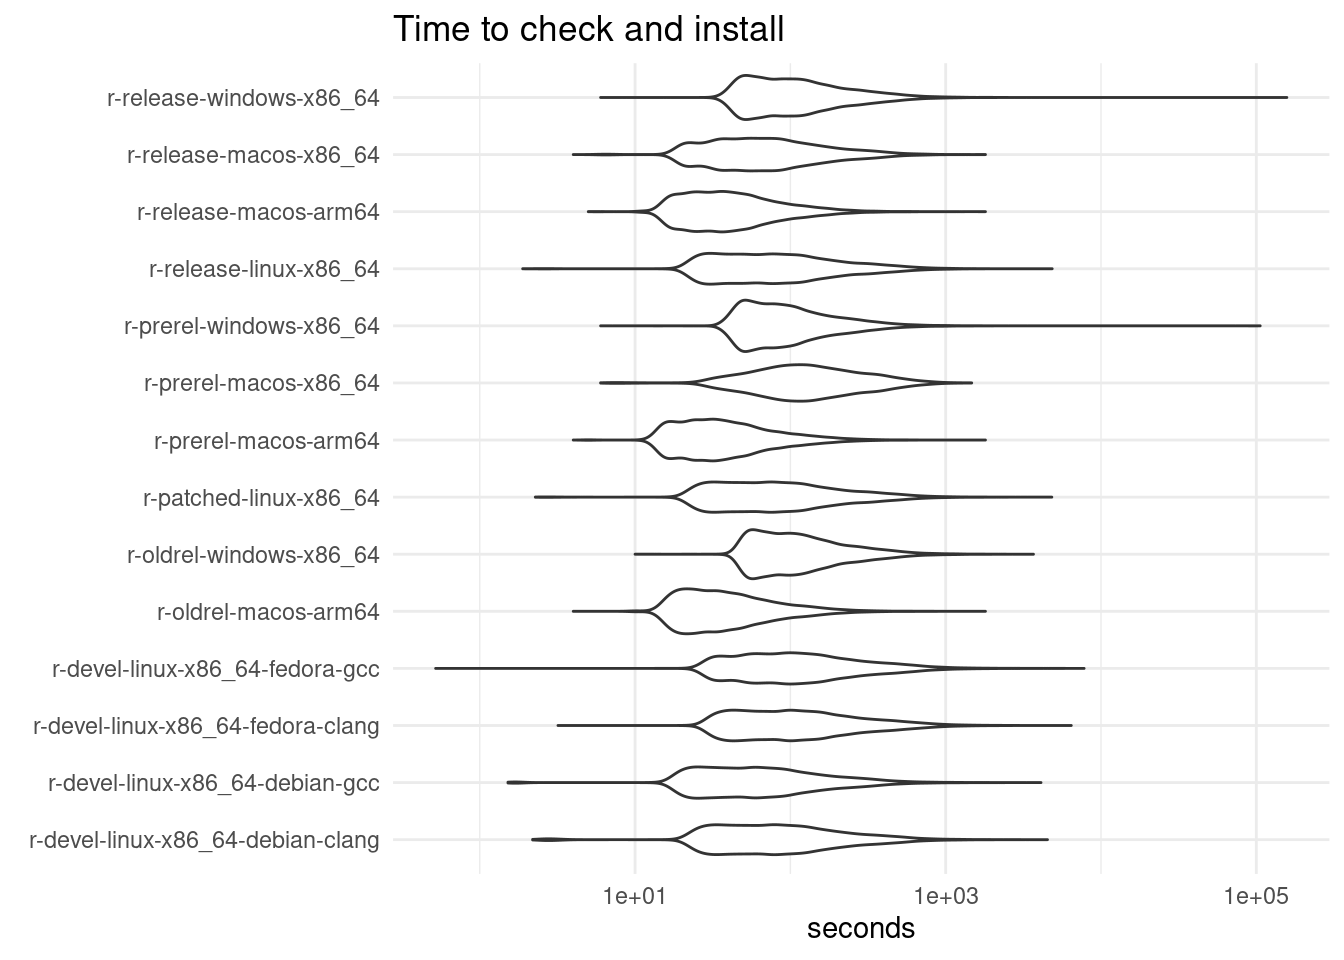 Time to check and install
r-release-windows-x86_64
r-release-macos-x86_64
r-release-macos-arm64
r-release-linux-x86_64
r-prerel-windows-x86_64
r-prerel-macos-x86_64
r-prerel-macos-arm64
r-patched-linux-x86_64
r-oldrel-windows-x86_64
r-oldrel-macos-arm64
r-devel-linux-x86_64-fedora-gcc
r-devel-linux-x86_64-fedora-clang
r-devel-linux-x86_64-debian-gcc
r-devel-linux-x86_64-debian-clang
1e+01 1e+03 1e+05
seconds